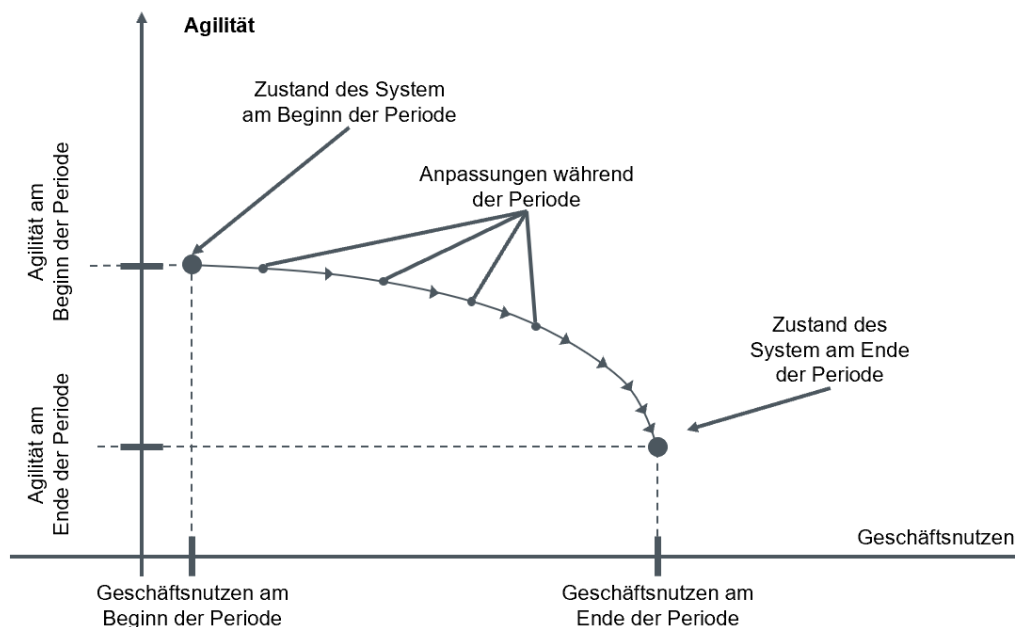 Agilität
Zustand des System
am Beginn der Periode
Anpassungen während
der Periode
Agilität am
Beginn der Periode
Zustand des
System am Ende
der Periode
Agilität am
Ende der Periode
Geschäftsnutzen
Geschäftsnutzen am
Beginn der Periode
Geschäftsnutzen am
Ende der Periode